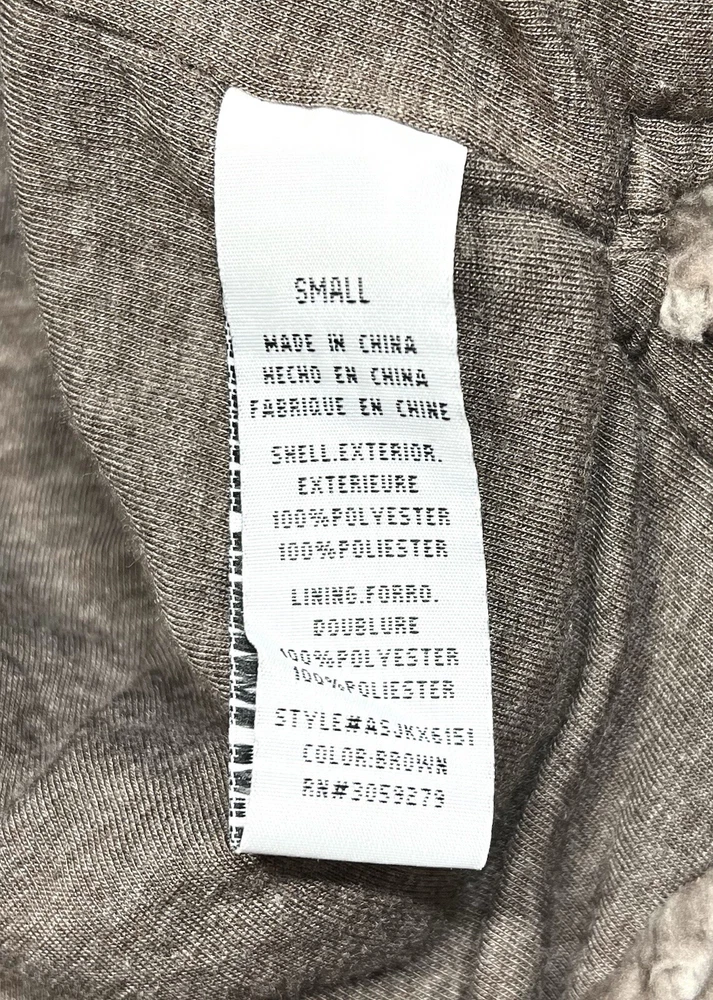 SMALL
MADE IN CHINA
HECHO EN CHINA
FABRIQUE EN CHINE
SHELL.EXTERIOR.
EXTERIEURE
100%POLYESTER
100%POLIESTER
LINING.FORRO.
DOUBLURE
100%POLYESTER
100%POLIESTER
STYLE#ASJKX6151
COLOR:BROWN
RN#3059279